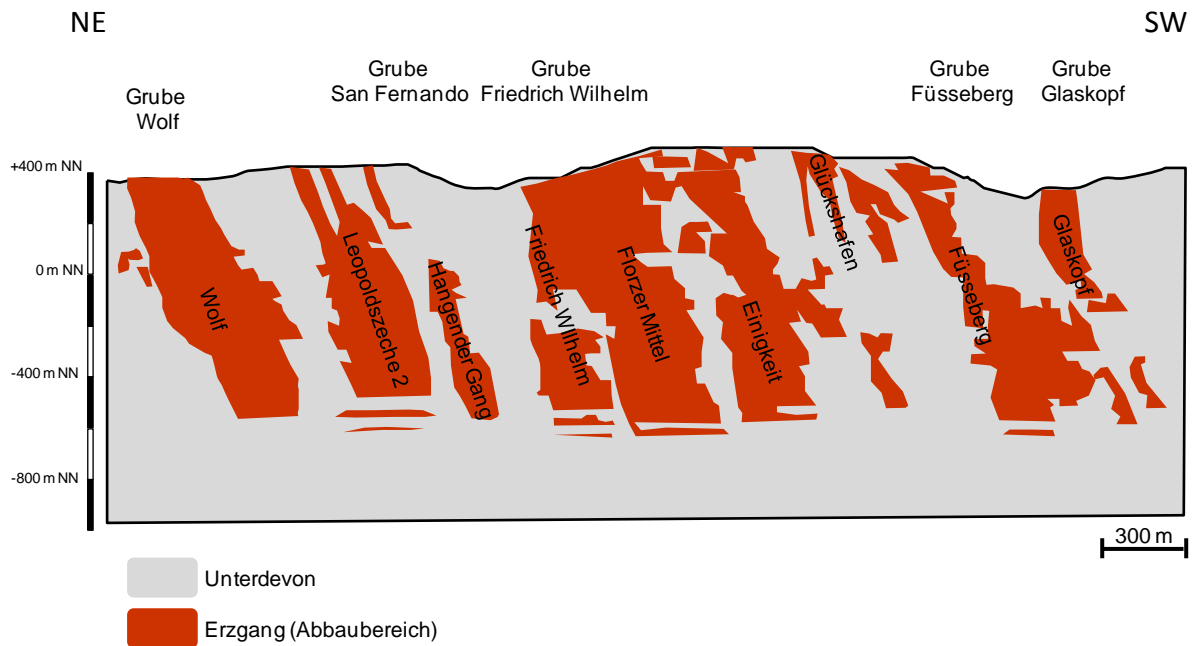 NE
SW
Grube
Wolf
Grube
San Fernando
Grube
Friedrich Wilhelm
Grube
Füsseberg
Grube
Glaskopf
+400 m NN
0 m NN
-400 m NN
-800 m NN
Wolf
Leopoldszeche 2
Hangender Gang
Friedrich Wilhelm
Florzer Mittel
Einigkeit
Glückshafen
Füsseberg
Glaskopf
300 m
Unterdevon
Erzgang (Abbaubereich)